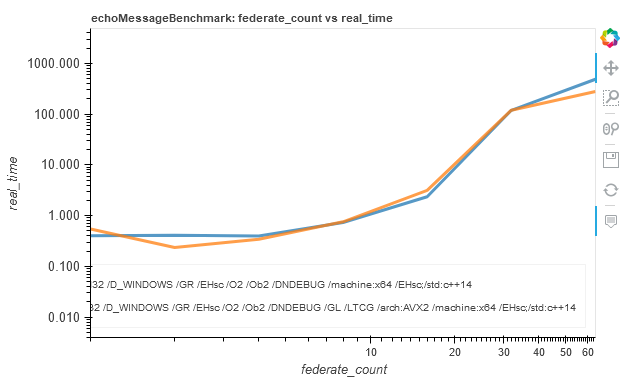 echoMessageBenchmark: federate_count vs real_time
1000.000
100.000
10.000
1.000
0.100
0.010
real_time
32 /D_WINDOWS /GR /EHsc /O2 /Ob2 /DNDEBUG /machine:x64 /EHsc;/std:c++14
32 /D_WINDOWS /GR /EHsc /O2 /Ob2 /DNDEBUG /GL /LTCG /arch:AVX2 /machine:x64 /EHsc;/std:c++14
10 20 30 40 50 60
federate_count